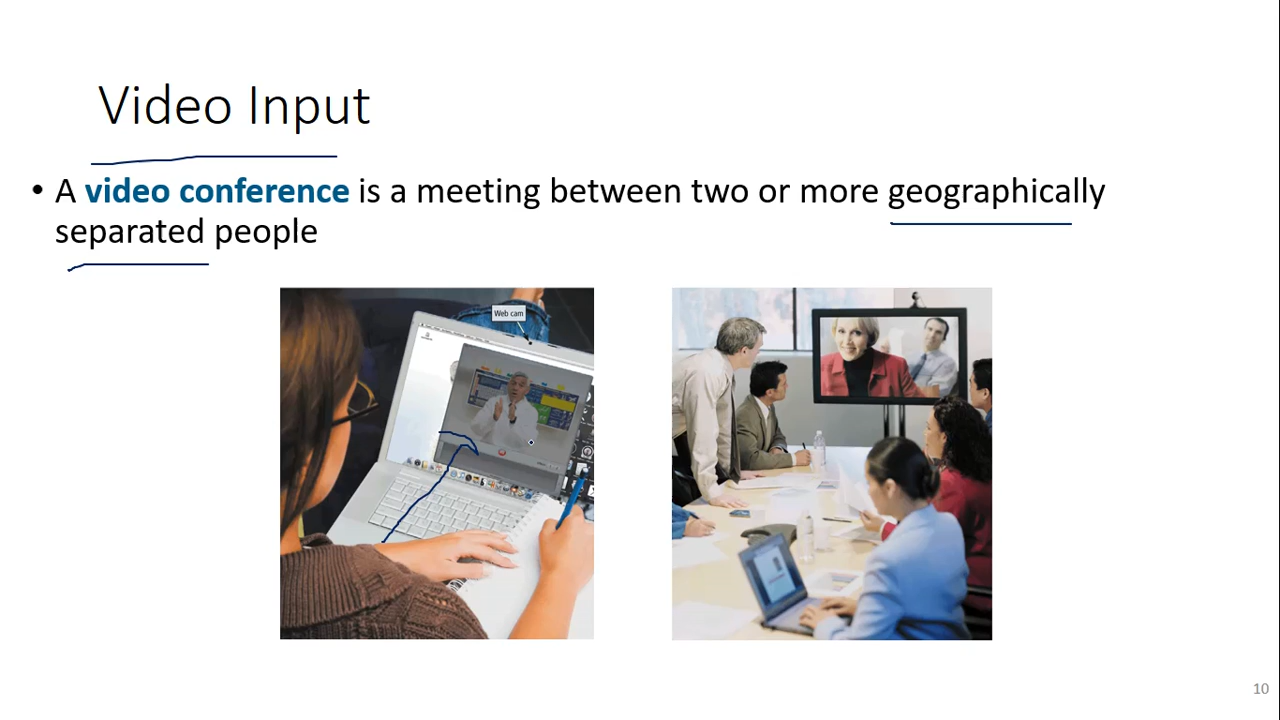 Video Input
• A video conference is a meeting between two or more geographically
separated people
Web cam
10